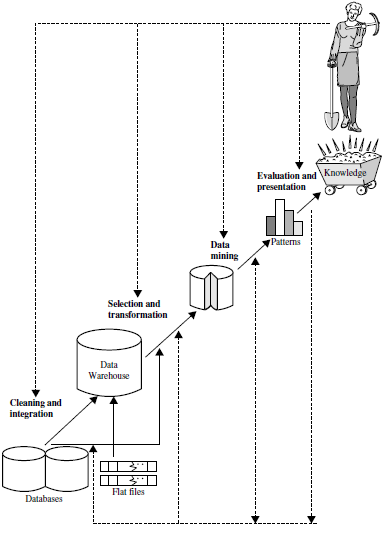 Evaluation and
presentation
Knowledge
Patterns
Data
mining
Selection and
transformation
Data
Warehouse
Cleaning and
integration
Databases
Flat files